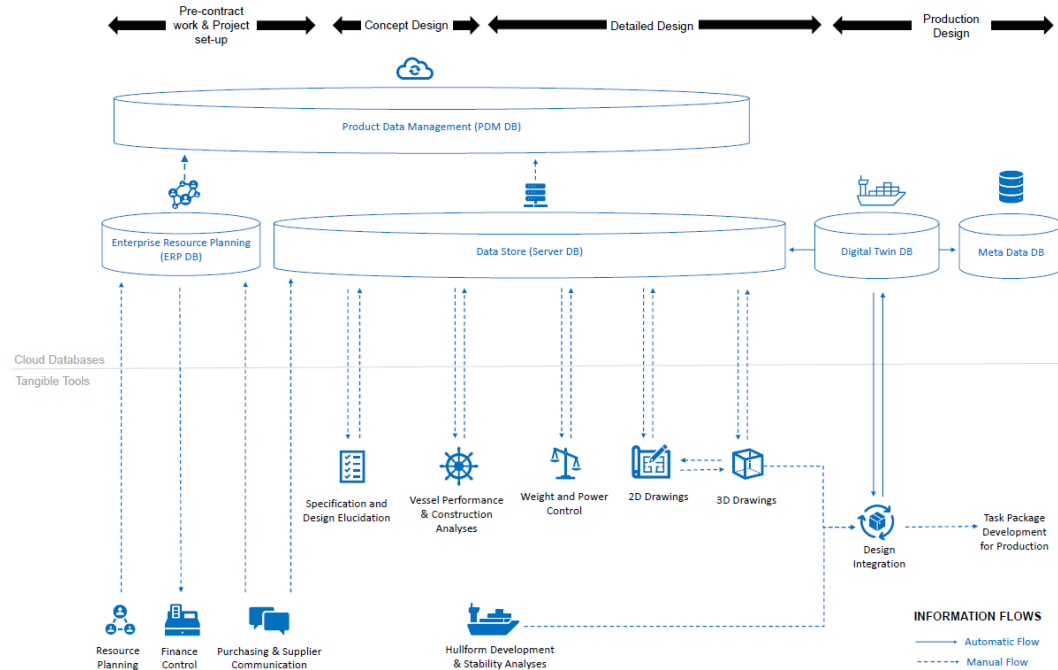 Pre-contract
work & Project
set-up
Concept Design
Detailed Design
Production
Design
Product Data Management (PDM DB)
Enterprise Resource Planning
(ERP DB)
Data Store (Server DB)
Digital Twin DB
Meta Data DB
Cloud Databases
Tangible Tools
Specification and
Design Elucidation
Vessel Performance
& Construction
Analyses
Weight and Power
Control
2D Drawings
3D Drawings
Design
Integration
Task Package
Development
for Production
Resource
Planning
Finance
Control
Purchasing & Supplier
Communication
Hullform Development
& Stability Analyses
INFORMATION FLOWS
Automatic Flow
Manual Flow